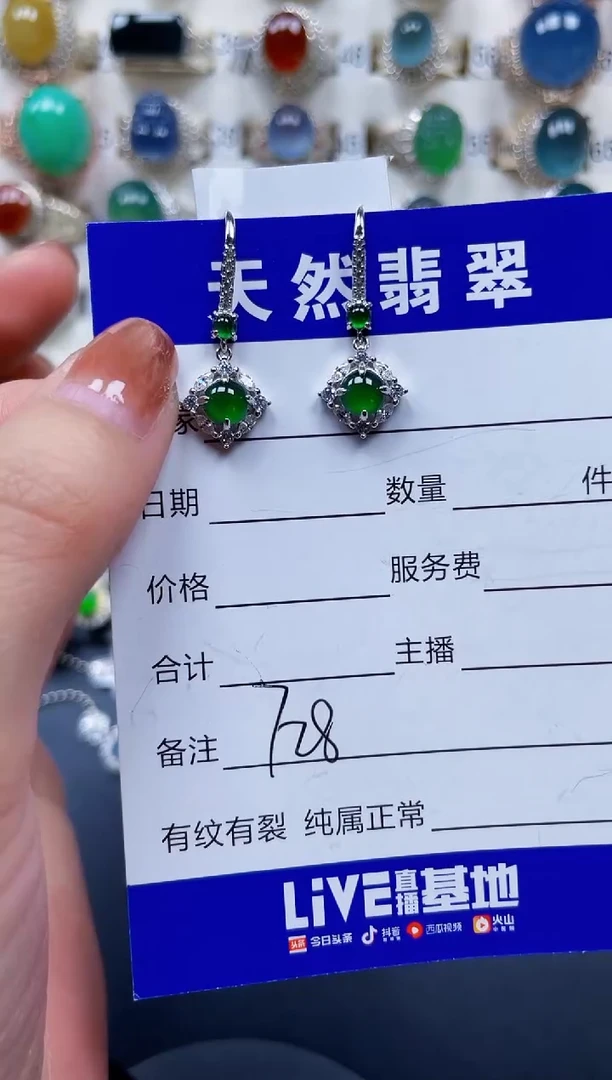 天然翡翠
家
日期 数量 件
价格 服务费
合计 主播
备注 728
有纹有裂 纯属正常
LiVE直播基地
头条 今日头条 抖音 西瓜视频 火山